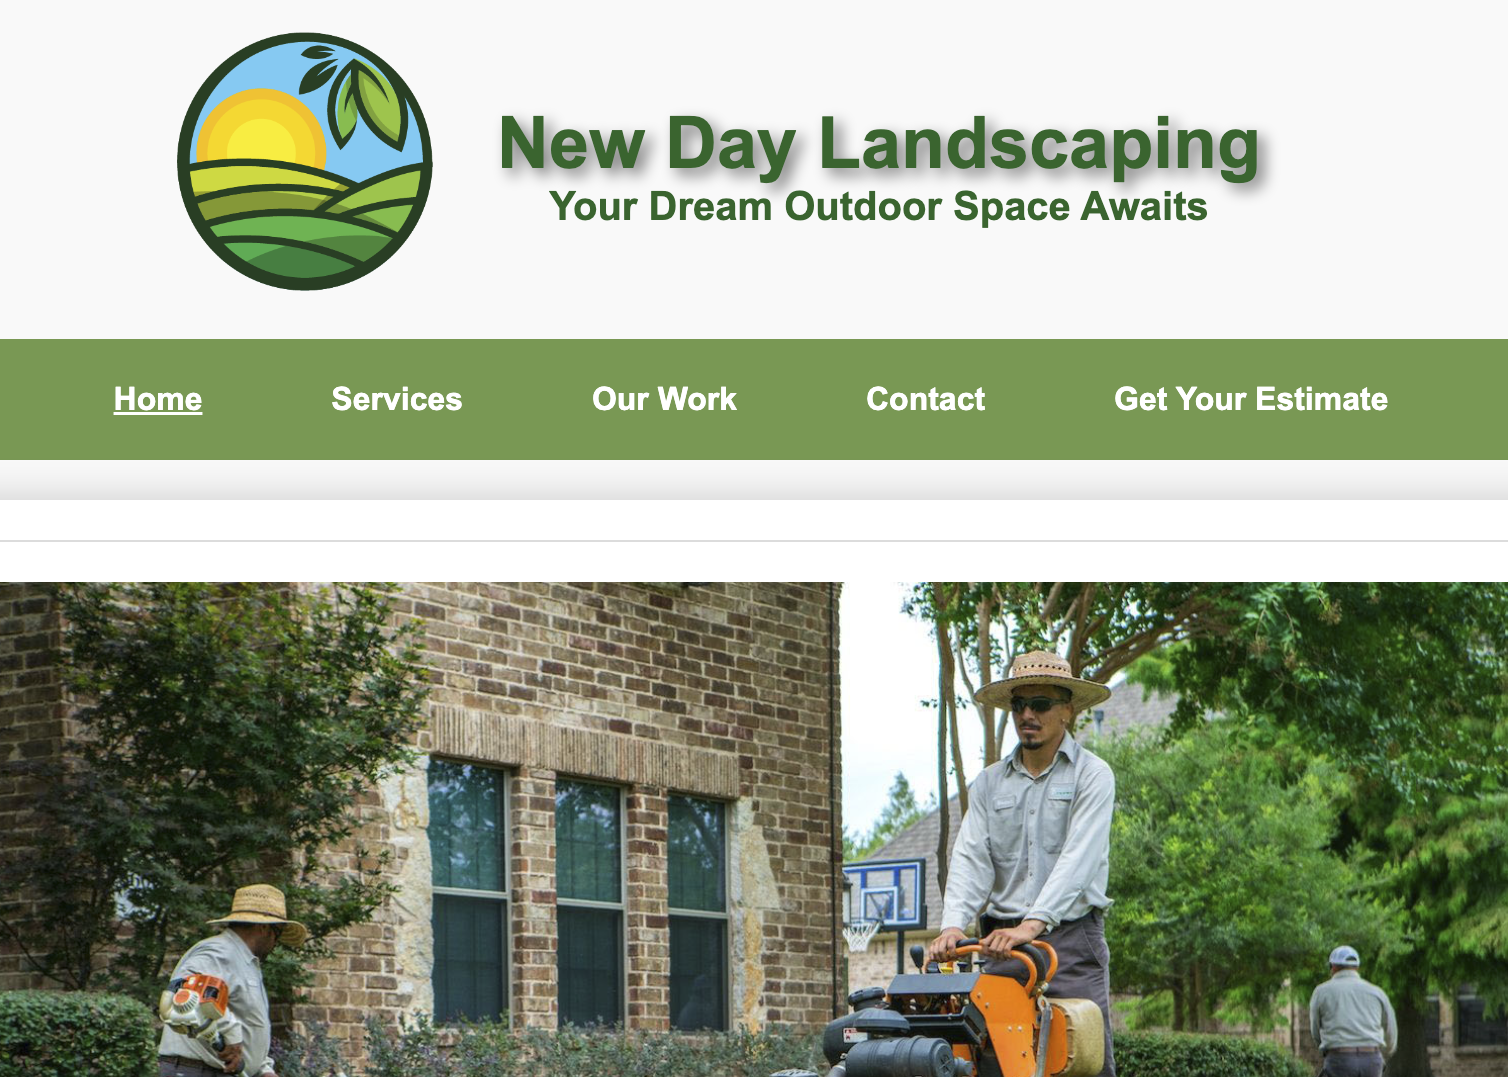 New Day Landscaping
Your Dream Outdoor Space Awaits
Home Services Our Work Contact Get Your Estimate